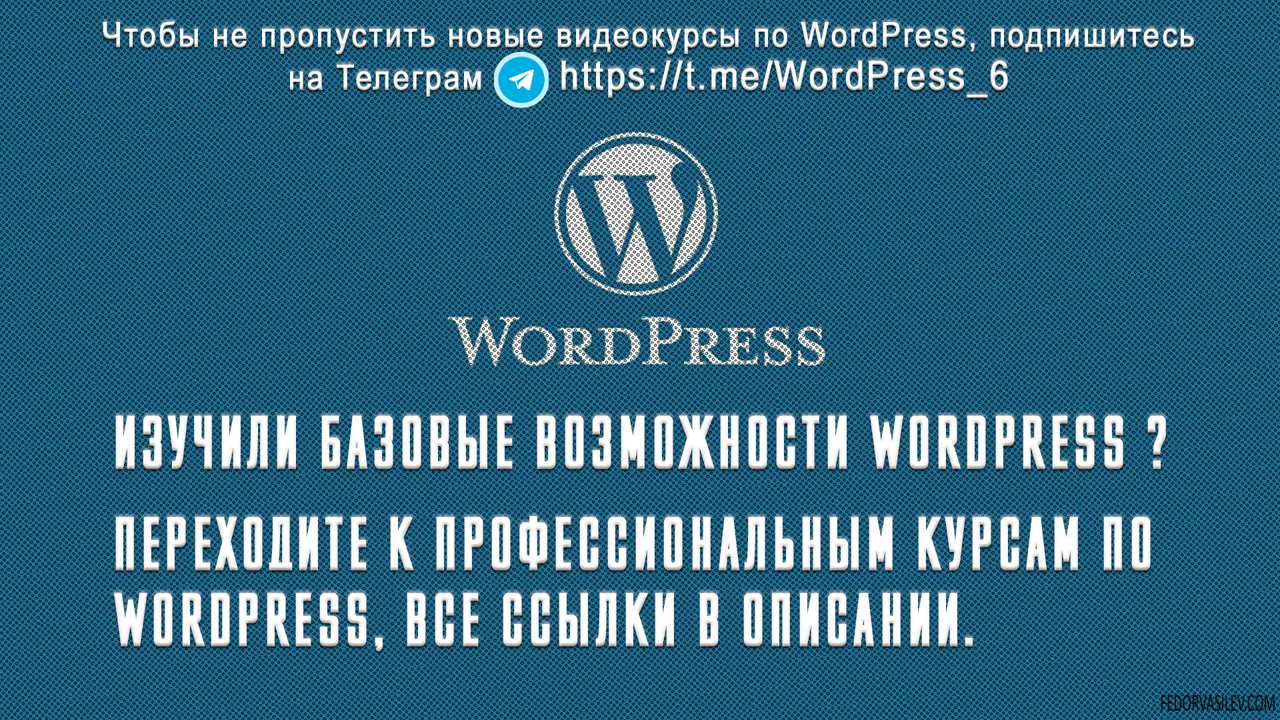 Чтобы не пропустить новые видеокурсы по WordPress, подпишитесь
на Телеграм https://t.me/WordPress_6
WORDPRESS
ИЗУЧИЛИ БАЗОВЫЕ ВОЗМОЖНОСТИ WORDPRESS ?
ПЕРЕХОДИТЕ К ПРОФЕССИОНАЛЬНЫМ КУРСАМ ПО
WORDPRESS, ВСЕ ССЫЛКИ В ОПИСАНИИ.
FEDORVASILEV.COM